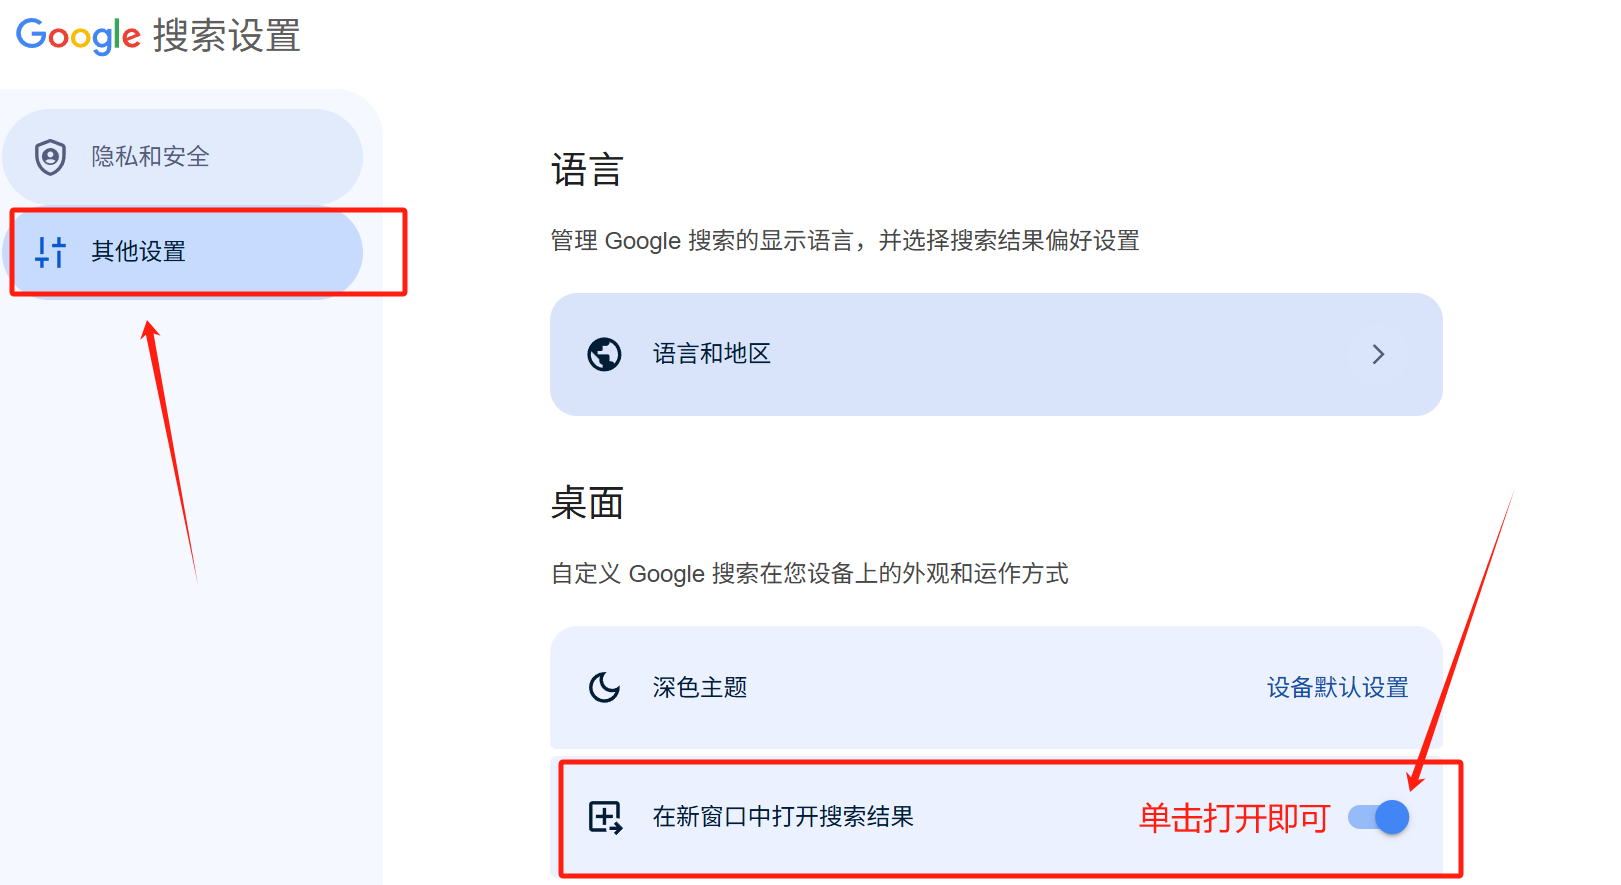 Google 搜索设置
隐私和安全
其他设置
语言
管理 Google 搜索的显示语言，并选择搜索结果偏好设置
语言和地区
桌面
自定义 Google 搜索在您设备上的外观和运作方式
深色主题 设备默认设置
在新窗口中打开搜索结果 单击打开即可